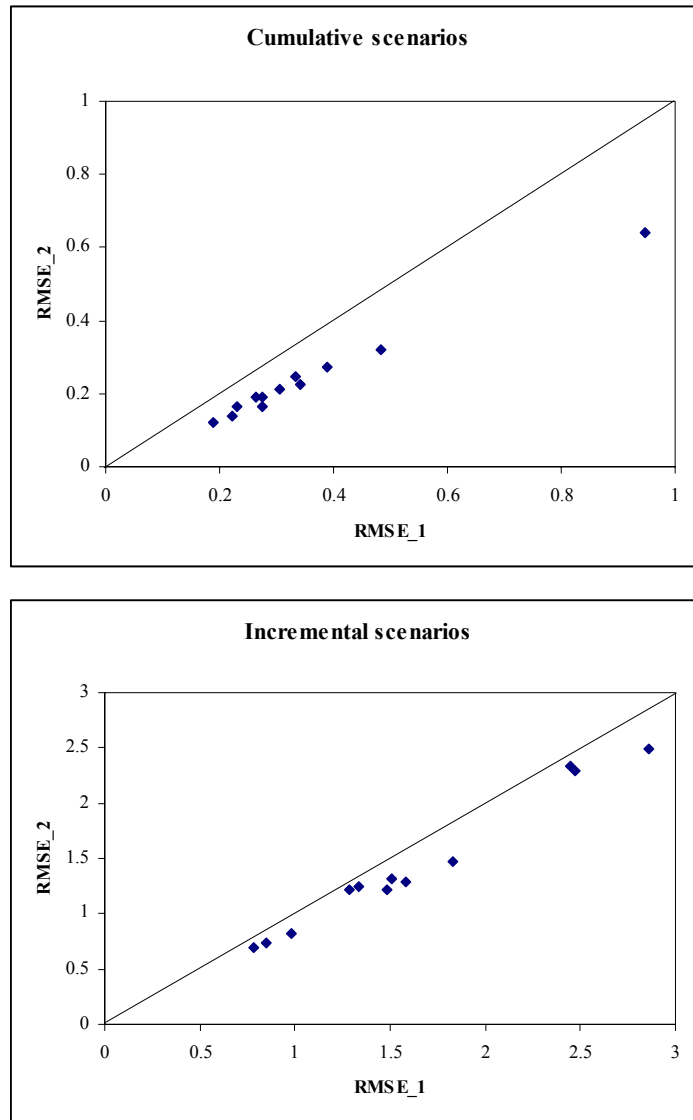 Cumulative scenarios
1
0.8
0.6
0.4
0.2
0
RMSE_2
0 0.2 0.4 0.6 0.8 1
RMSE_1
Incremental scenarios
3
2.5
2
1.5
1
0.5
0
RMSE_2
0 0.5 1 1.5 2 2.5 3
RMSE_1